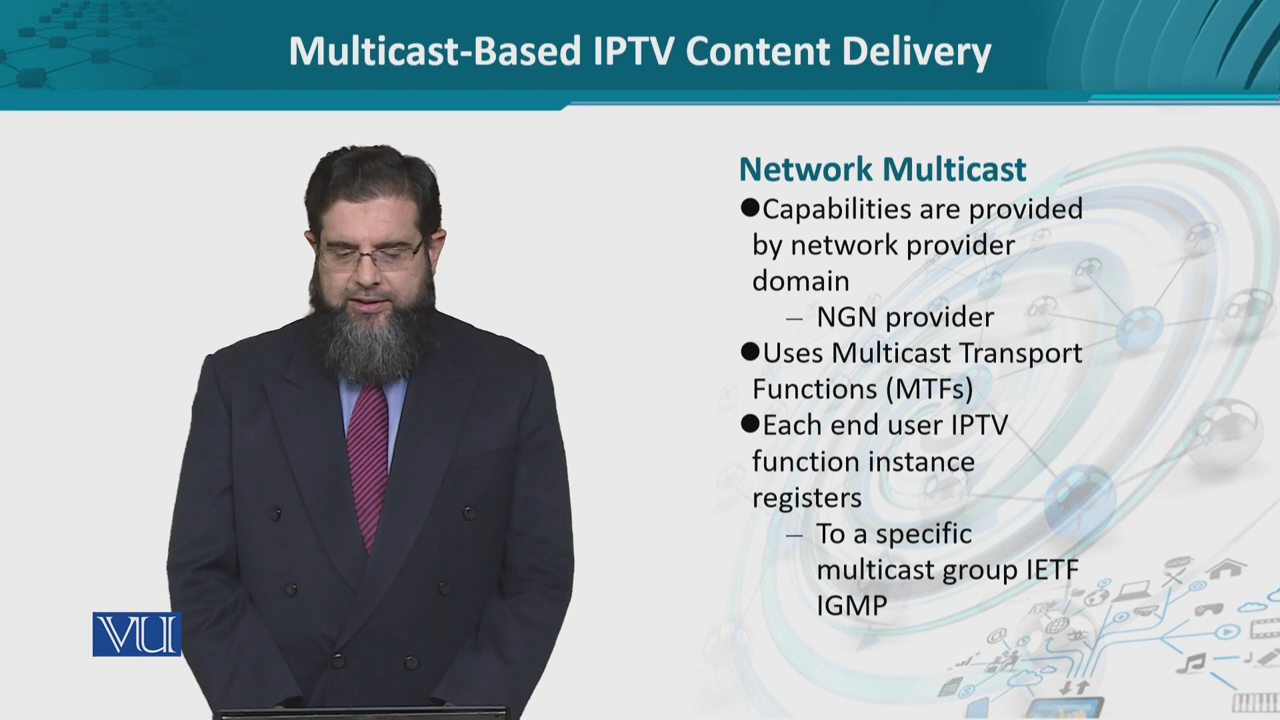 Multicast-Based IPTV Content Delivery
Network Multicast
●Capabilities are provided
by network provider
domain
– NGN provider
●Uses Multicast Transport
Functions (MTFs)
●Each end user IPTV
function instance
registers
– To a specific
multicast group IETF
IGMP
VU